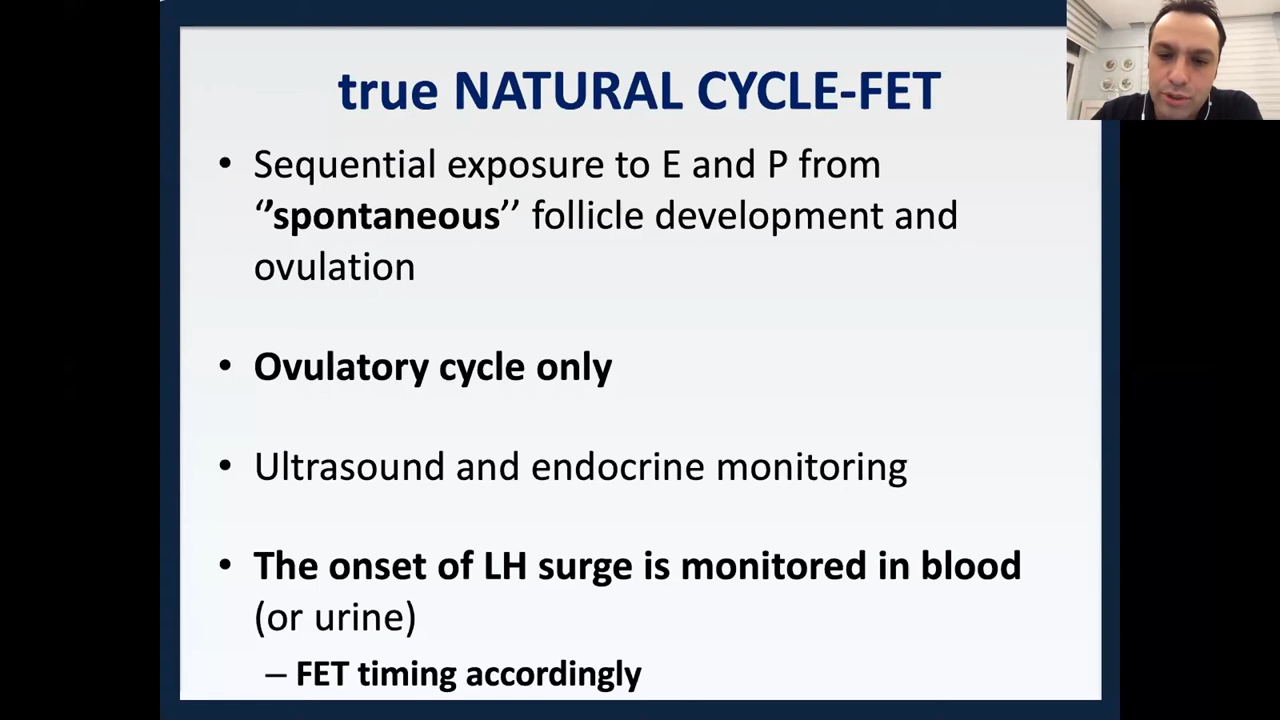 true NATURAL CYCLE-FET
• Sequential exposure to E and P from
‘’spontaneous’’ follicle development and
ovulation
• Ovulatory cycle only
• Ultrasound and endocrine monitoring
• The onset of LH surge is monitored in blood
(or urine)
– FET timing accordingly